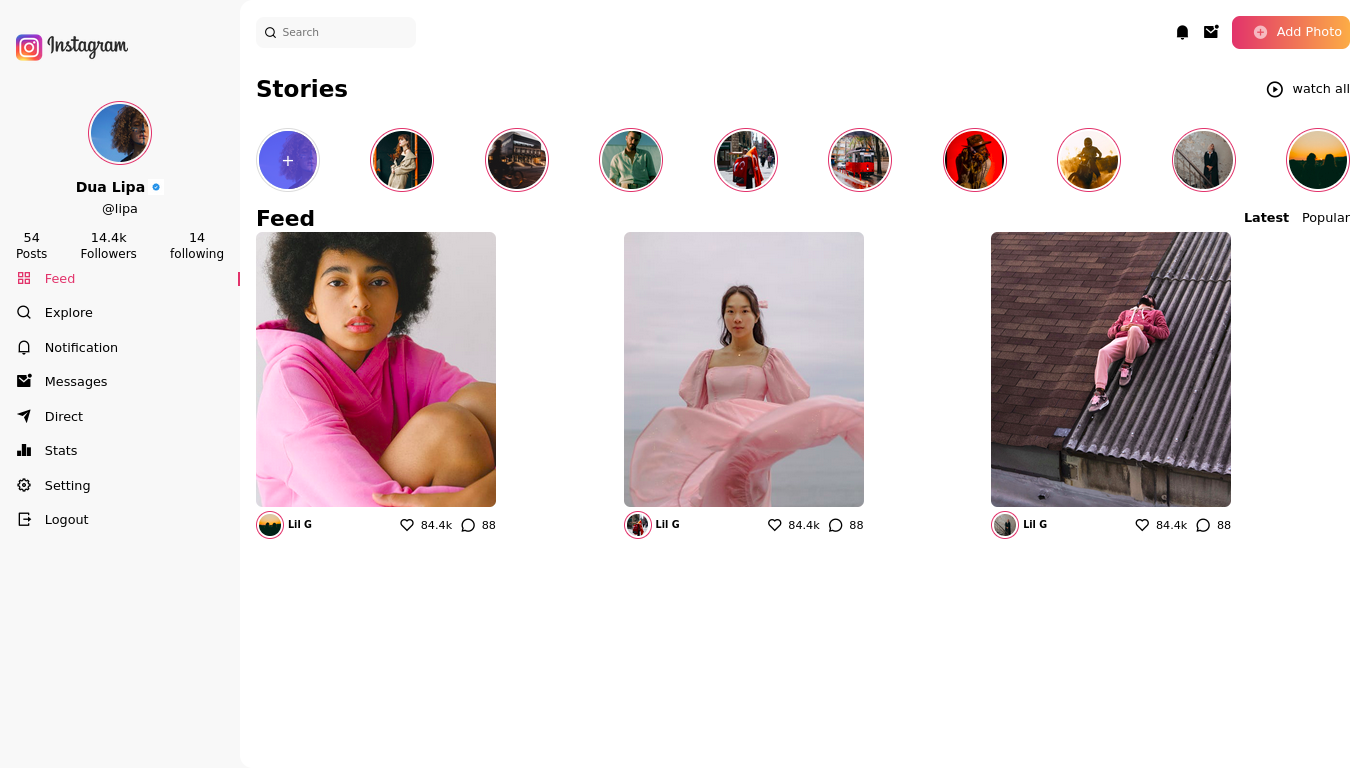 Instagram
Dua Lipa
@lipa
54 14.4k 14
Posts Followers following
Feed
Explore
Notification
Messages
Direct
Stats
Setting
Logout
Search
Add Photo
Stories
watch all
+
Feed
Latest Popular
Lil G 84.4k 88
Lil G 84.4k 88
Lil G 84.4k 88